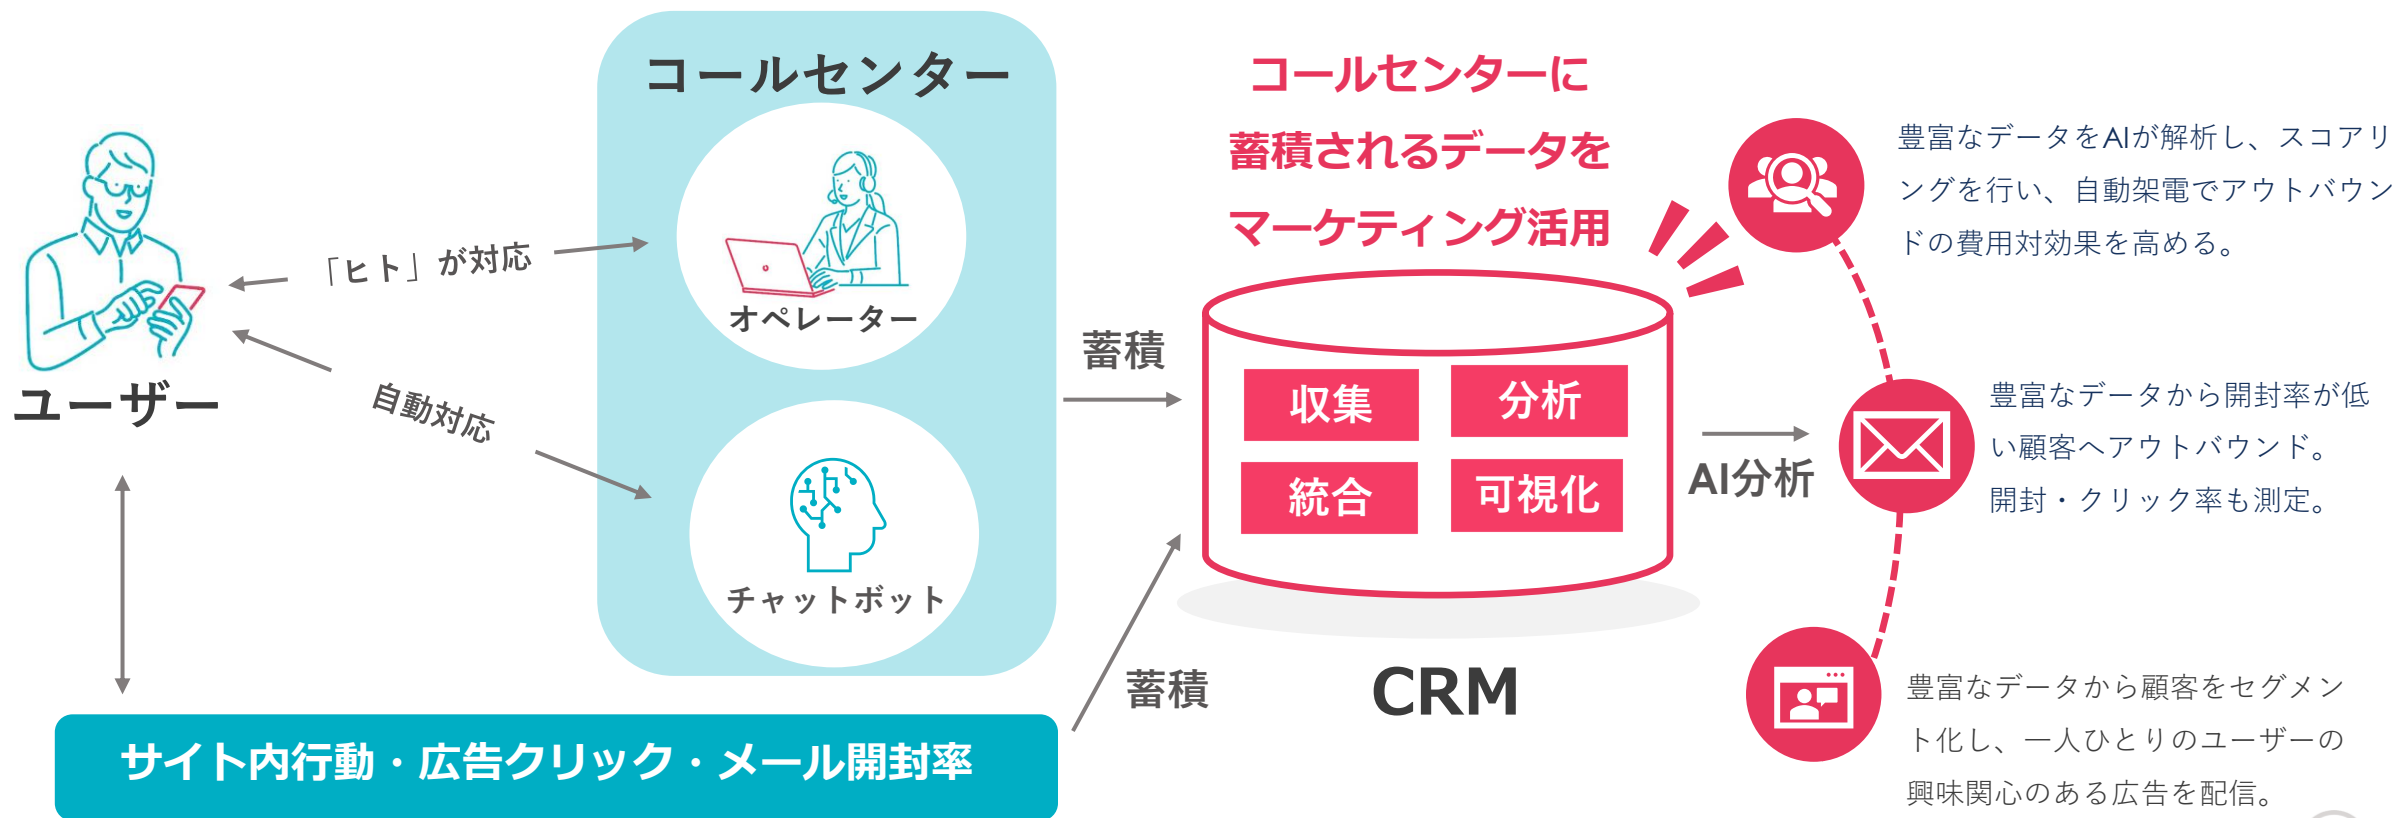 コールセンター
オペレーター
チャットボット
ユーザー
「ヒト」が対応
自動対応
サイト内行動・広告クリック・メール開封率
蓄積
蓄積
コールセンターに
蓄積されるデータを
マーケティング活用
収集
分析
統合
可視化
CRM
AI分析
豊富なデータをAIが解析し、スコアリ
ングを行い、自動架電でアウトバウン
ドの費用対効果を高める。
豊富なデータから開封率が低
い顧客へアウトバウンド。
開封・クリック率も測定。
豊富なデータから顧客をセグメン
ト化し、一人ひとりのユーザーの
興味関心のある広告を配信。